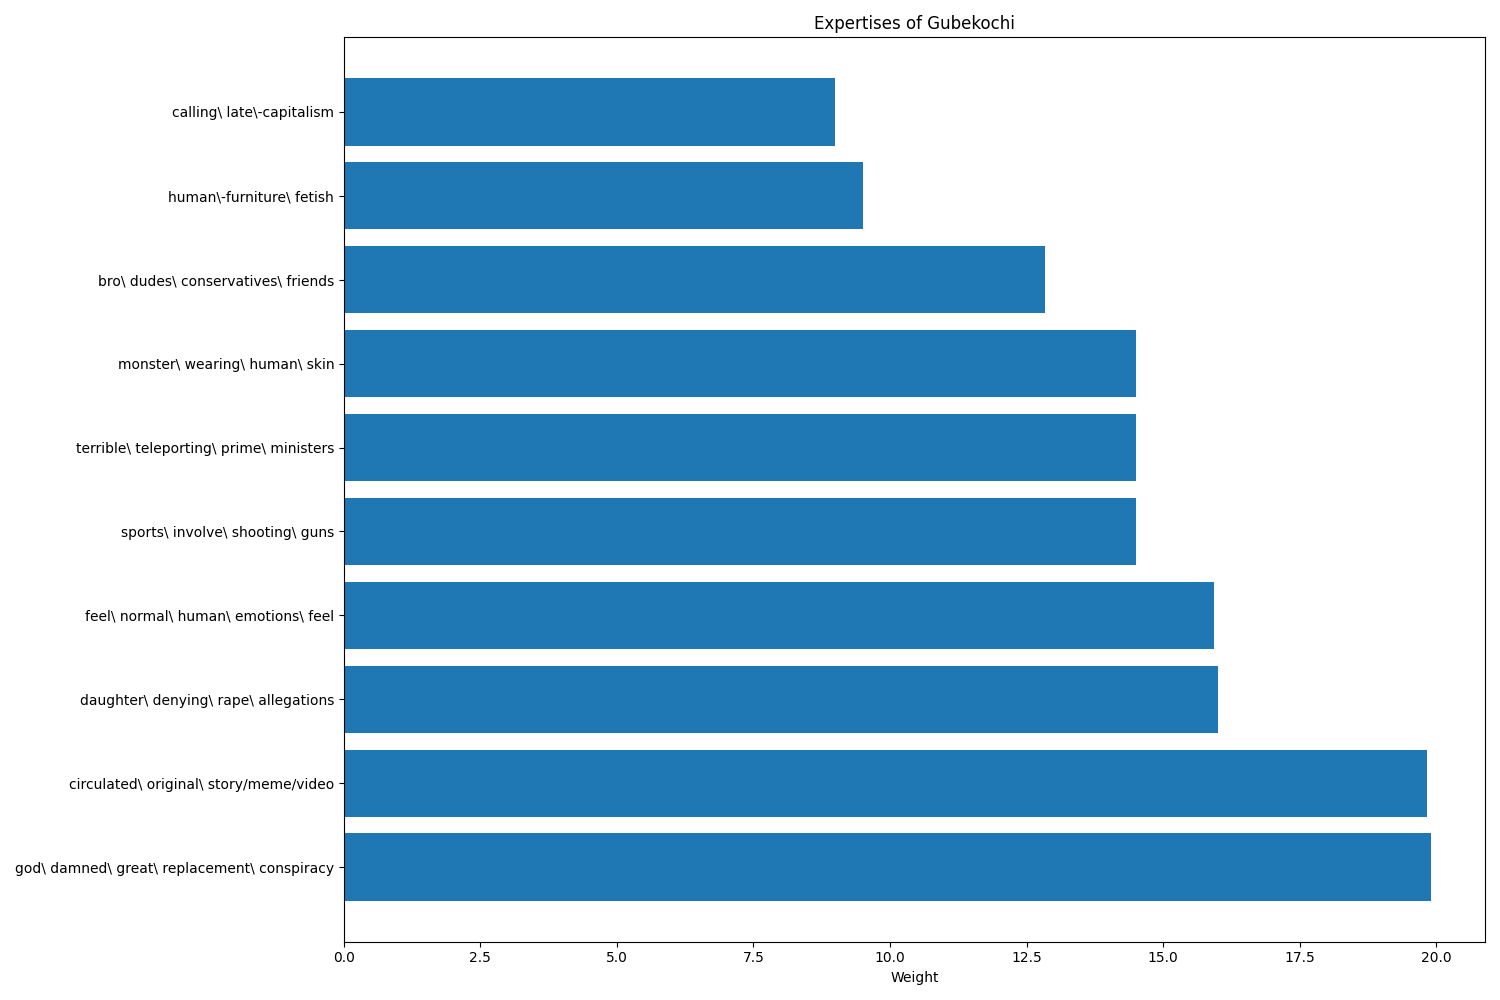 Expertises of Gubekochi
calling\ late\-capitalism
human\-furniture\ fetish
bro\ dudes\ conservatives\ friends
monster\ wearing\ human\ skin
terrible\ teleporting\ prime\ ministers
sports\ involve\ shooting\ guns
feel\ normal\ human\ emotions\ feel
daughter\ denying\ rape\ allegations
circulated\ original\ story/meme/video
god\ damned\ great\ replacement\ conspiracy
0.0 2.5 5.0 7.5 10.0 12.5 15.0 17.5 20.0
Weight